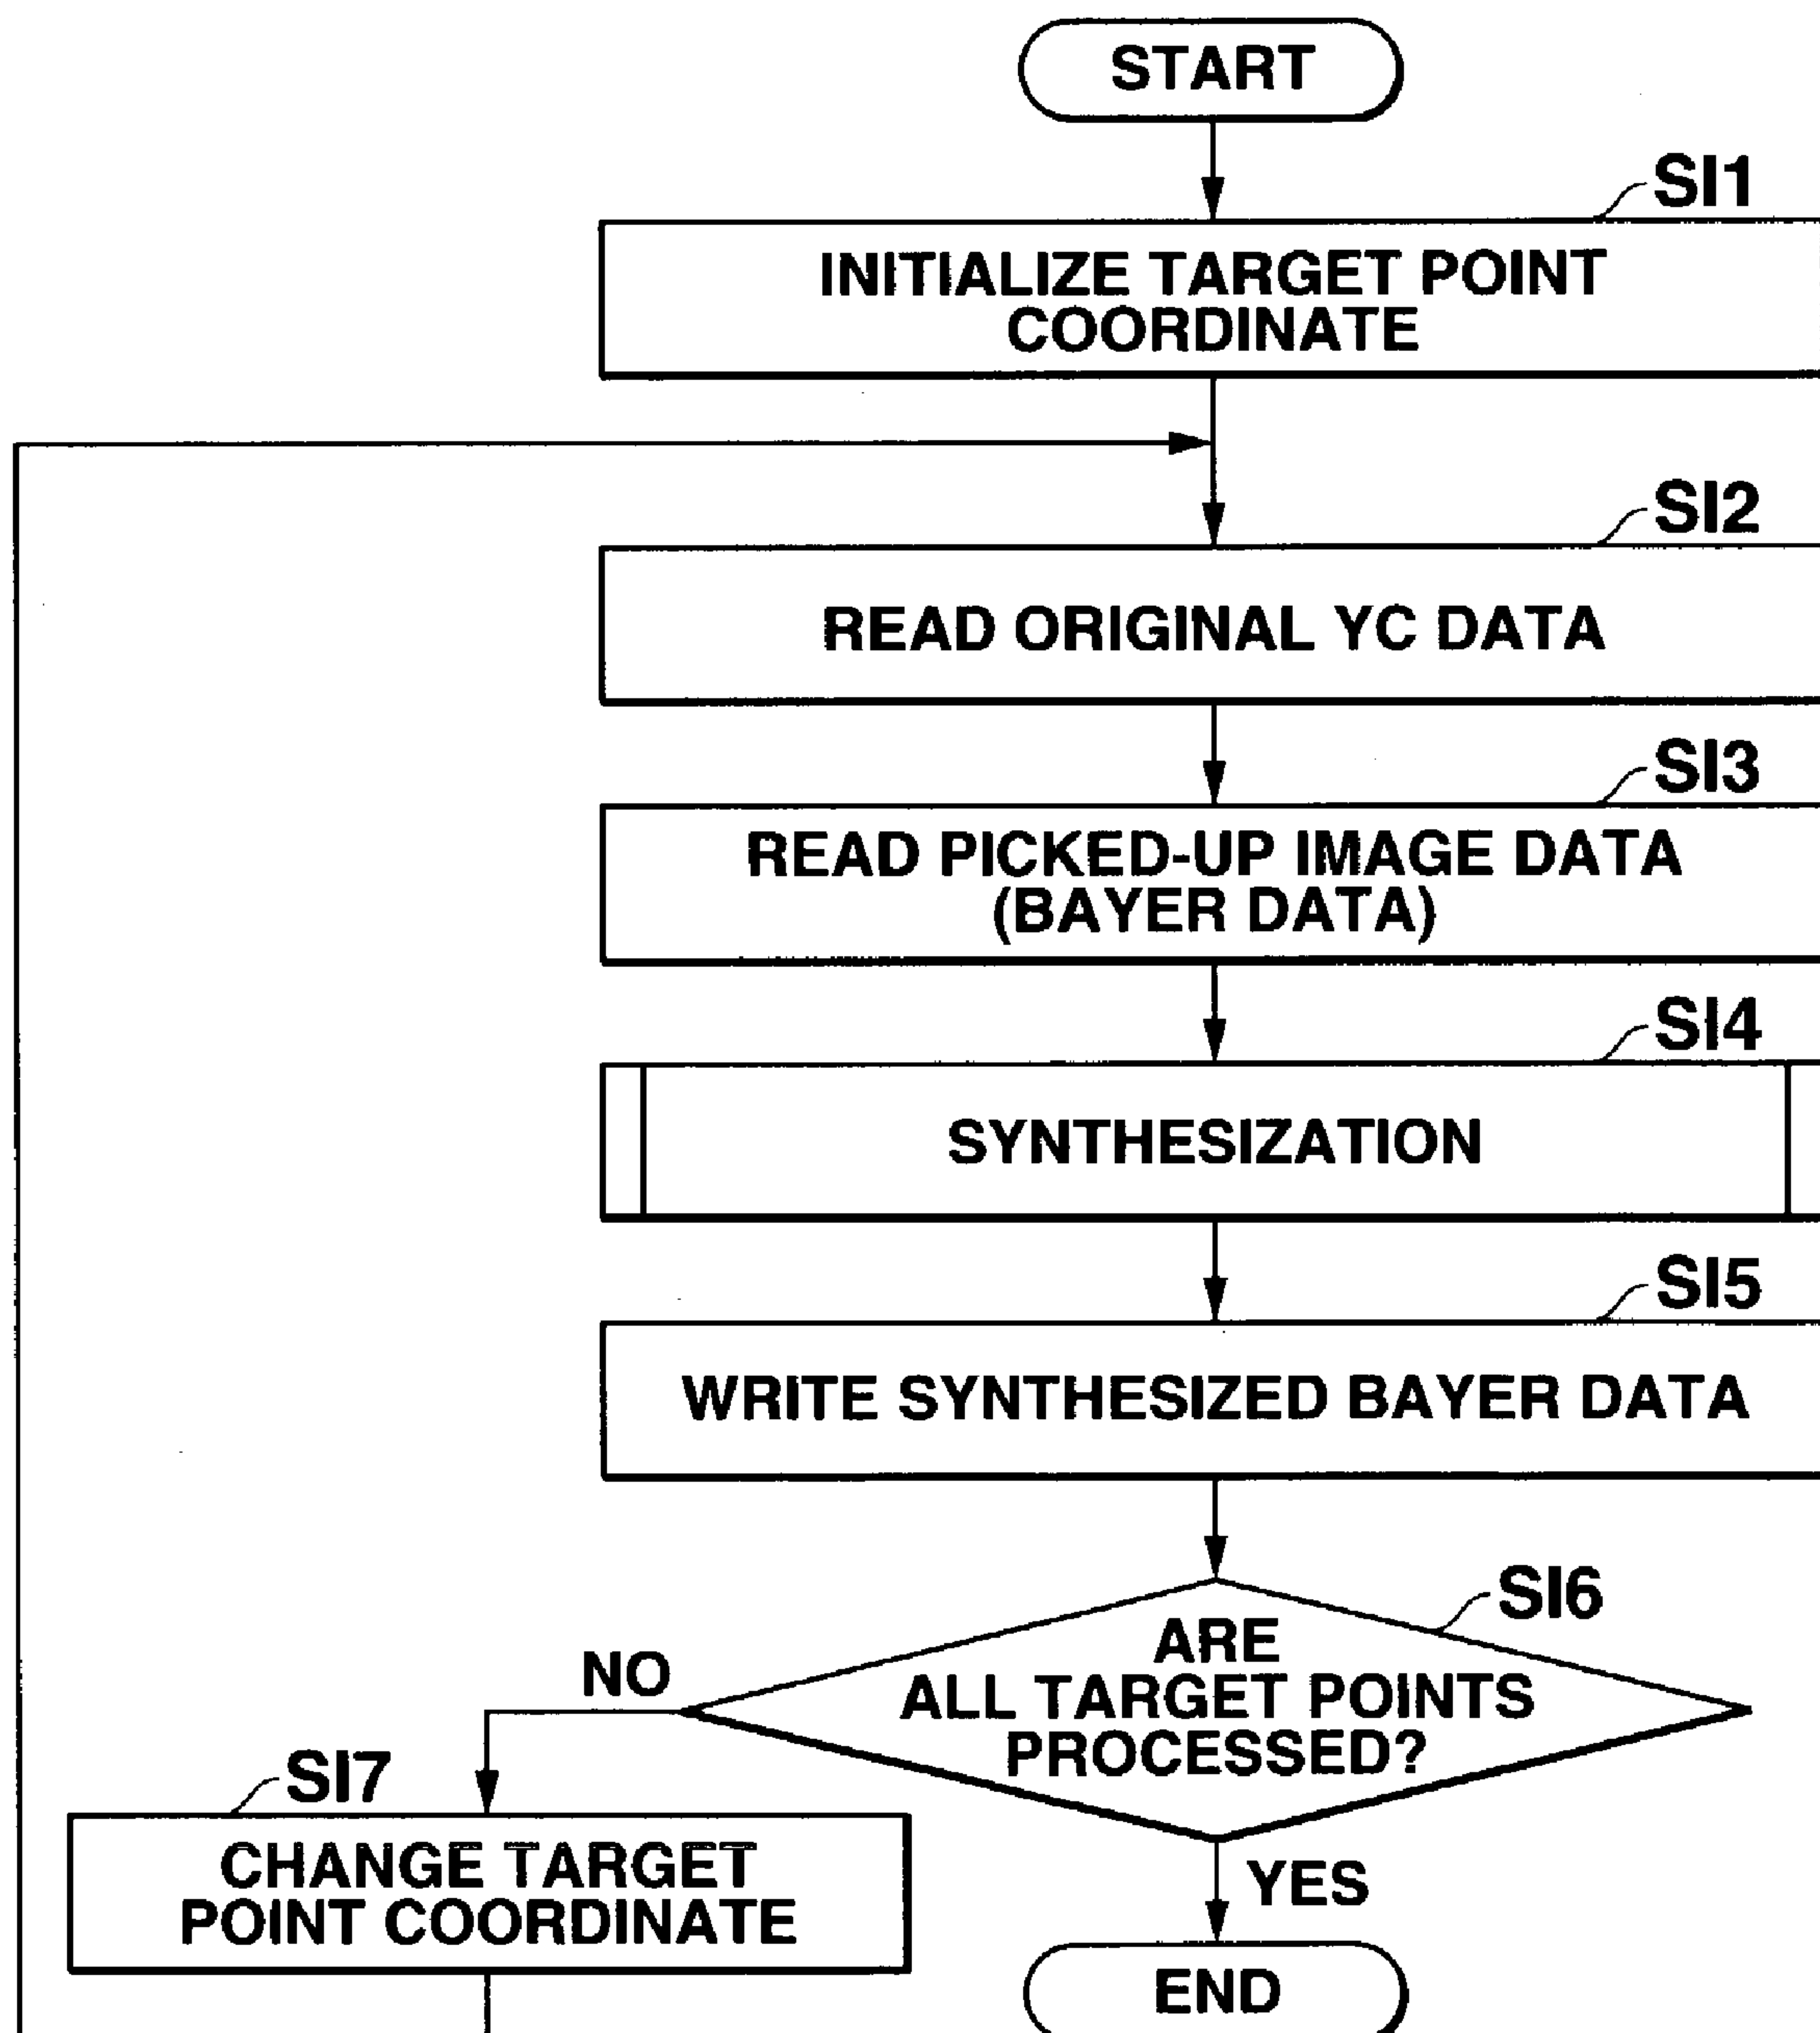 START
SI1
INITIALIZE TARGET POINT
COORDINATE
SI2
READ ORIGINAL YC DATA
SI3
READ PICKED-UP IMAGE DATA
(BAYER DATA)
SI4
SYNTHESIZATION
SI5
WRITE SYNTHESIZED BAYER DATA
SI6
ARE
ALL TARGET POINTS
PROCESSED?
NO
SI7
CHANGE TARGET
POINT COORDINATE
YES
END